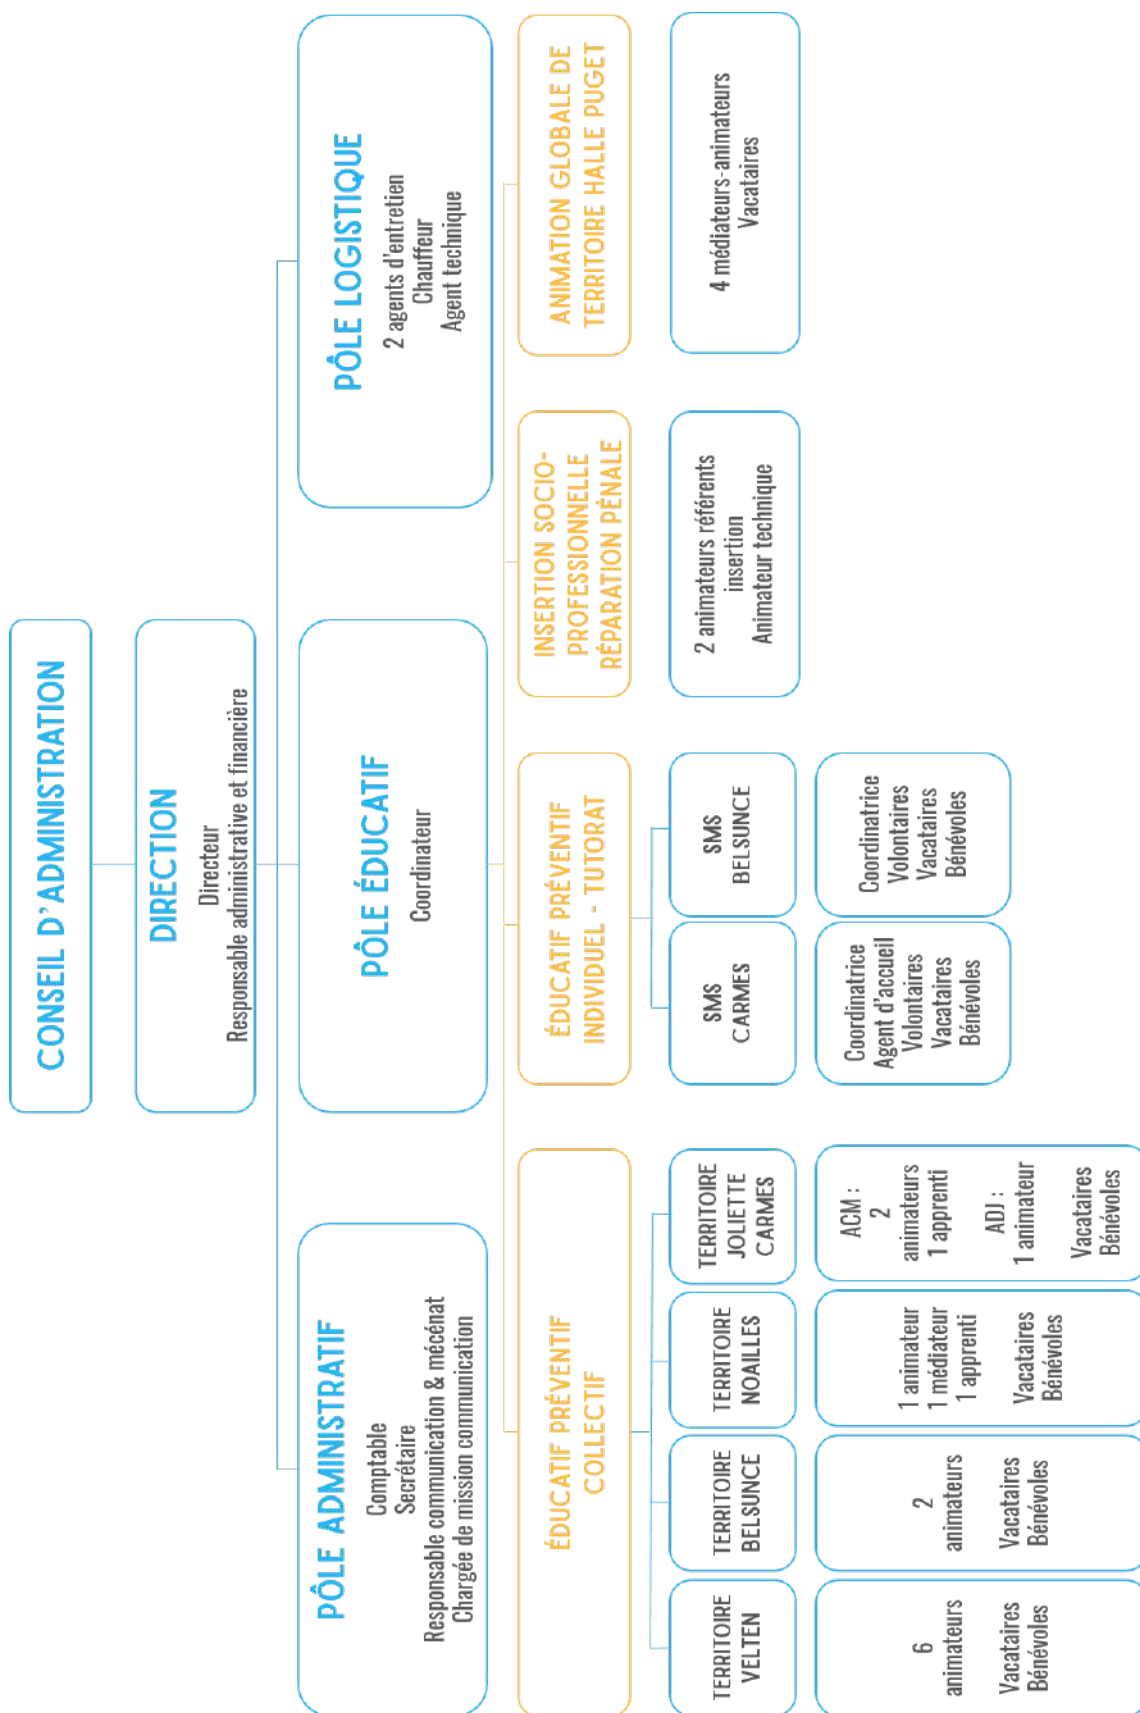 CONSEIL D'ADMINISTRATION
DIRECTION
Directeur
Responsable administrative et financière
PÔLE ADMINISTRATIF
Comptable
Secrétaire
Responsable communication & mécénat
Chargée de mission communication
PÔLE ÉDUCATIF
Coordinateur
PÔLE LOGISTIQUE
2 agents d'entretien
Chauffeur
Agent technique
ÉDUCATIF PRÉVENTIF
COLLECTIF
ÉDUCATIF PRÉVENTIF
INDIVIDUEL - TUTORAT
INSERTION SOCIO-
PROFESSIONNELLE
RÉPARATION PÉNALE
ANIMATION GLOBALE DE
TERRITOIRE HALLE PUGET
TERRITOIRE
VELTEN
TERRITOIRE
BELSUNCE
TERRITOIRE
NOAILLES
TERRITOIRE
JOLIETTE
CARMES
SMS
CARMES
SMS
BELSUNCE
2 animateurs référents
insertion
Animateur technique
4 médiateurs-animateurs
Vacataires
6
animateurs
Vacataires
Bénévoles
2
animateurs
Vacataires
Bénévoles
1 animateur
1 médiateur
1 apprenti
Vacataires
Bénévoles
ACM :
2
animateurs
1 apprenti
ADJ :
1 animateur
Vacataires
Bénévoles
Coordinatrice
Agent d'accueil
Volontaires
Vacataires
Bénévoles
Coordinatrice
Volontaires
Vacataires
Bénévoles